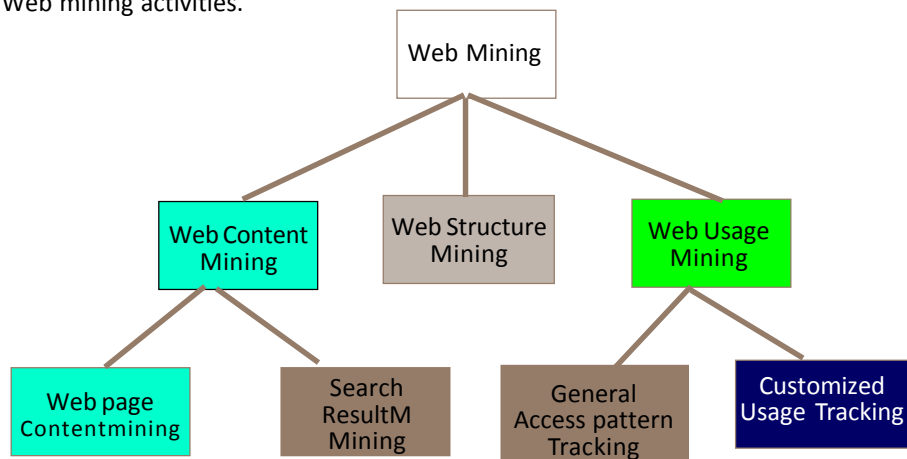 Web mining activities.
Web Mining
Web Content
Mining
Web Structure
Mining
Web Usage
Mining
Web page
Contentmining
Search
ResultM
Mining
General
Access pattern
Tracking
Customized
Usage Tracking